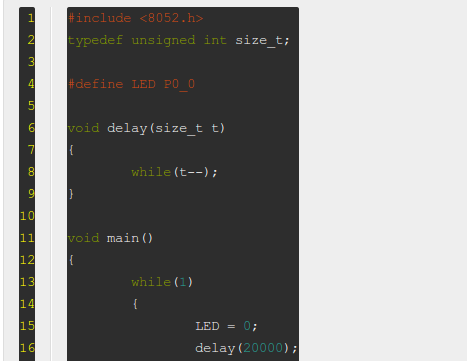 1 #include <8052.h>
2 typedef unsigned int size_t;
3
4 #define LED P0_0
5
6 void delay(size_t t)
7 {
8         while(t--);
9 }
10
11 void main()
12 {
13         while(1)
14         {
15                 LED = 0;
16                 delay(20000);